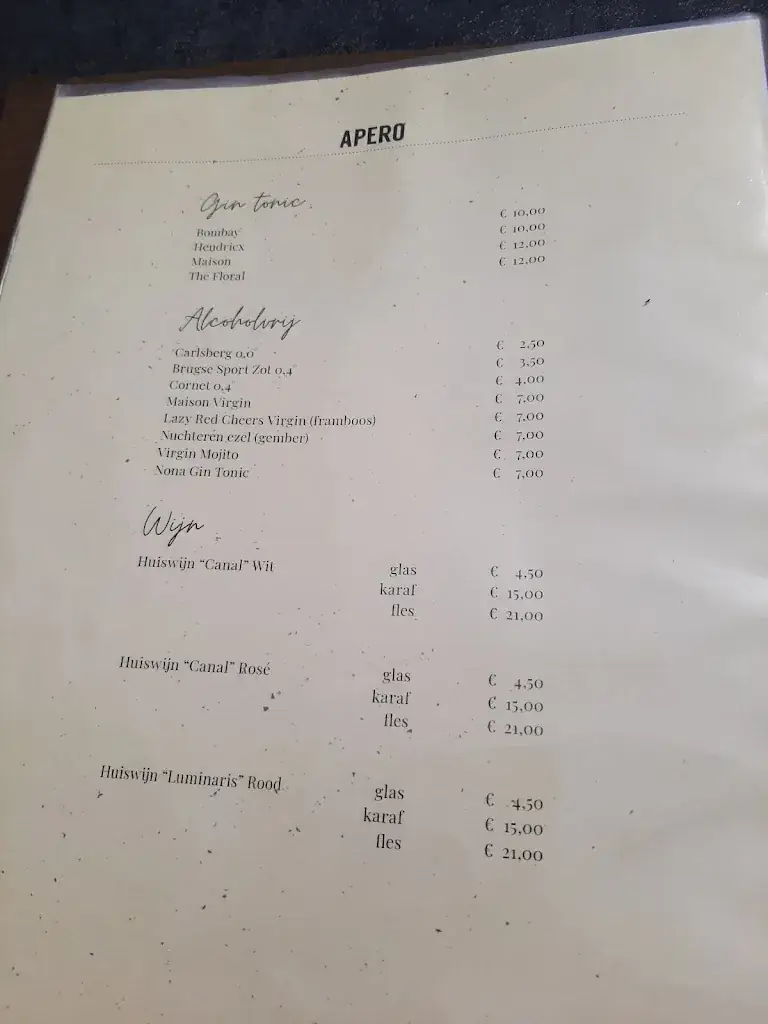 APERO
Gin tonic
Bombay € 10,00
Hendricx € 10,00
Maison € 12,00
The Floral € 12,00
Alcoholvrij
Carlsberg 0,0 € 2,50
Brugse Sport Zot 0,4 € 3,50
Cornet 0,4 € 4,00
Maison Virgin € 7,00
Lazy Red Cheers Virgin (framboos) € 7,00
Nuchteren ezel (gember) € 7,00
Virgin Mojito € 7,00
Nona Gin Tonic € 7,00
Wijn
Huiswijn “Canal” Wit glas € 4,50
karaf € 15,00
fles € 21,00
Huiswijn “Canal” Rosé glas € 4,50
karaf € 15,00
fles € 21,00
Huiswijn “Luminaris” Rood glas € 4,50
karaf € 15,00
fles € 21,00